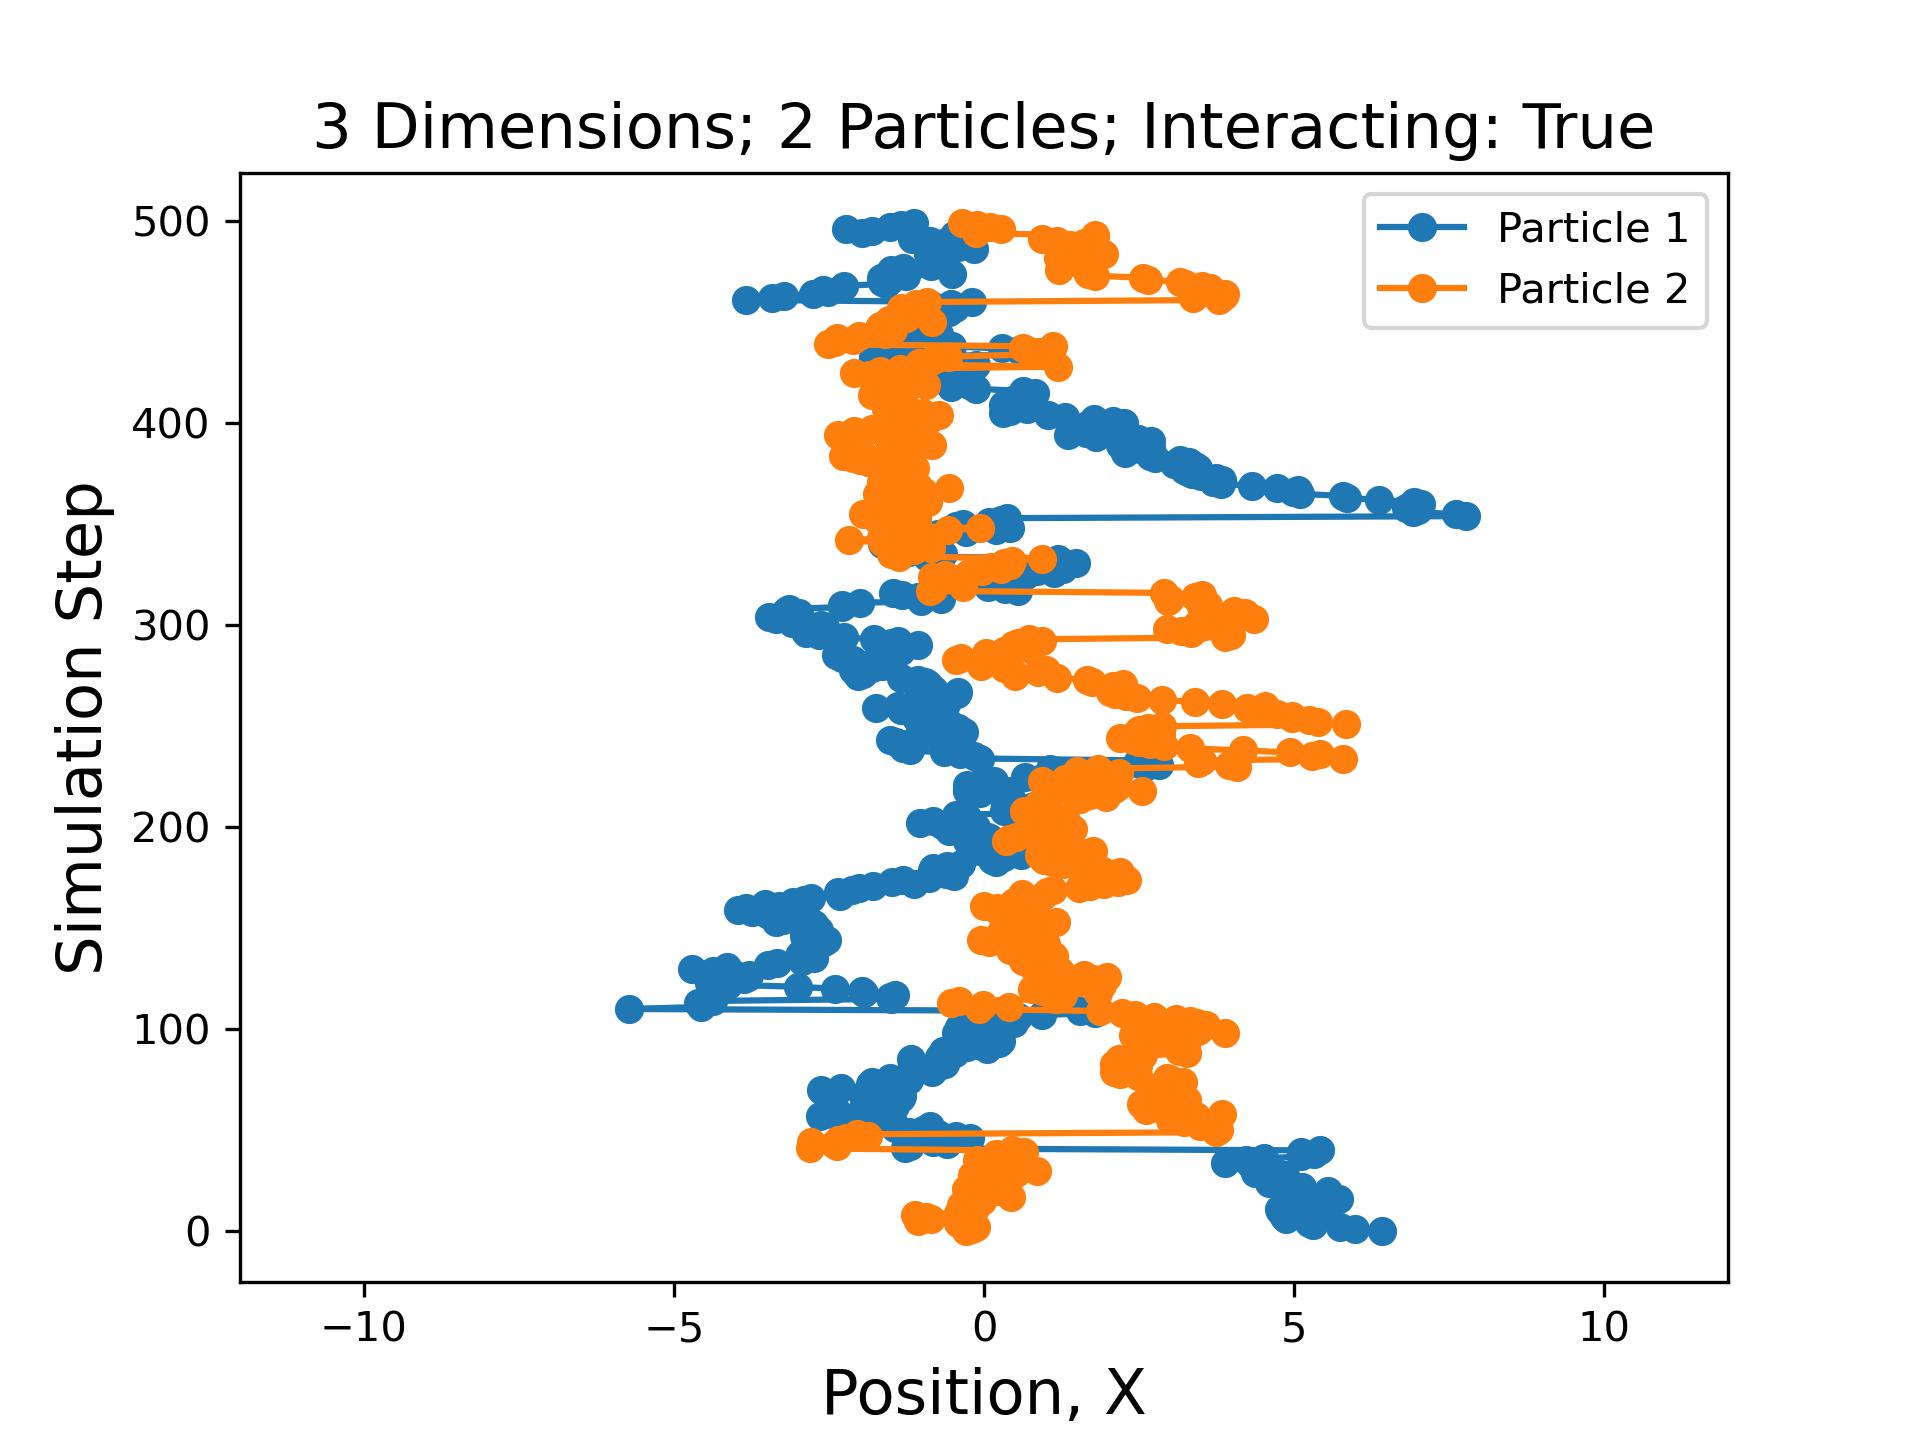 3 Dimensions; 2 Particles; Interacting: True
Particle 1
Particle 2
Simulation Step
500
400
300
200
100
0
−10
−5
0
5
10
Position, X